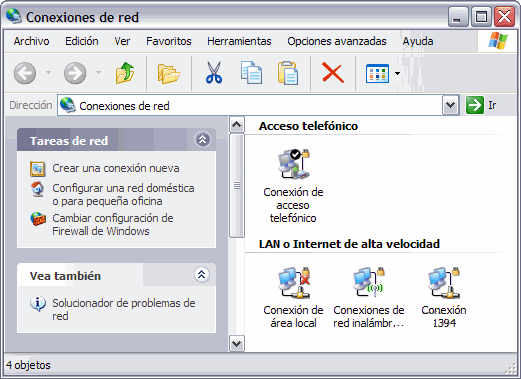 Conexiones de red
Archivo Edición Ver Favoritos Herramientas Opciones avanzadas Ayuda
Dirección Conexiones de red Ir
Tareas de red
Crear una conexión nueva
Configurar una red doméstica
o para pequeña oficina
Cambiar configuración de
Firewall de Windows
Vea también
Solucionador de problemas de
red
Acceso telefónico
Conexión de
acceso
telefónico
LAN o Internet de alta velocidad
Conexión de
área local
Conexiones de
red inalámbr,...
Conexión
1394
4 objetos